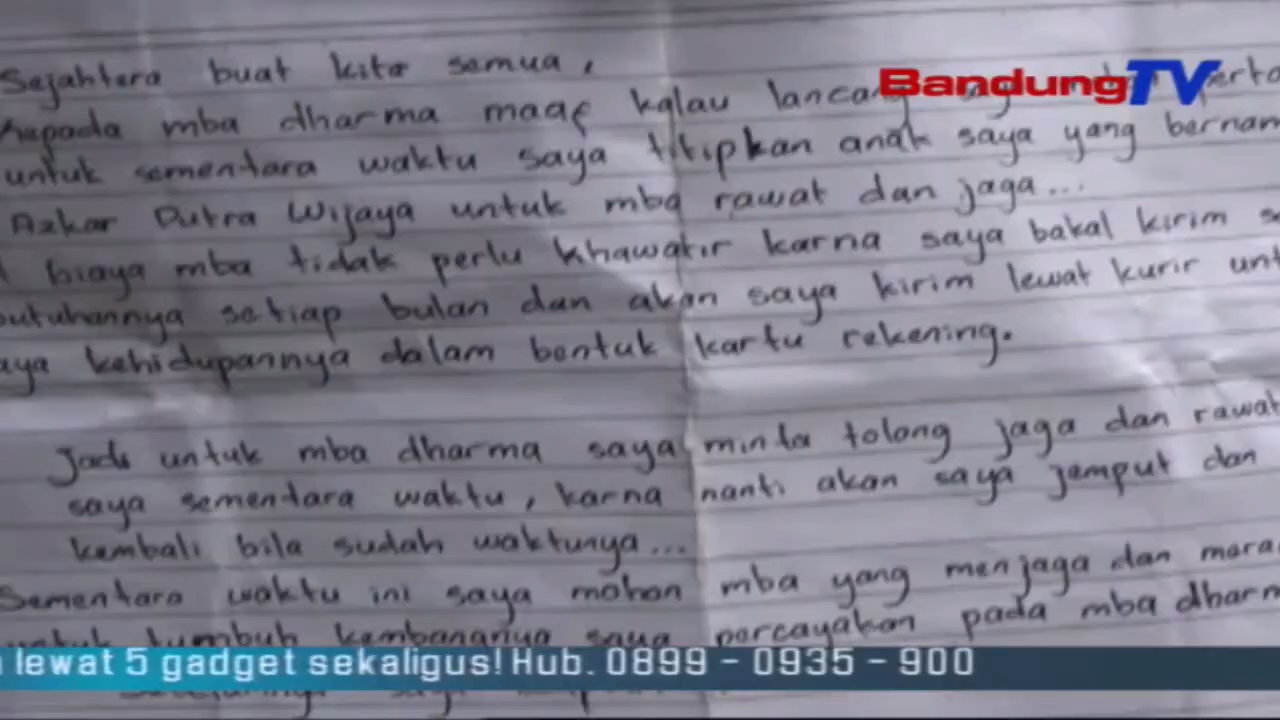 Sejahtera buat kita semua,
kepada mba dharma maaf kalau lancang
untuk sementara waktu saya titipkan anak saya yang bernam
Azkar Putra Wijaya untuk mba rawat dan jaga...
biaya mba tidak perlu khawatir karna saya bakal kirim s
butuhannya setiap bulan dan akan saya kirim lewat kurir unt
aya kehidupannya dalam bentuk kartu rekening.
Jadi untuk mba dharma saya minta tolong jaga dan rawat
saya sementara waktu, karna nanti akan saya jemput dan
kembali bila sudah waktunya...
Sementara waktu ini saya mohon mba yang menjaga dan mera
untuk tumbuh kembangnya saya percayakan pada mba dharm
BandungTV
lewat 5 gadget sekaligus! Hub. 0899 - 0935 - 900